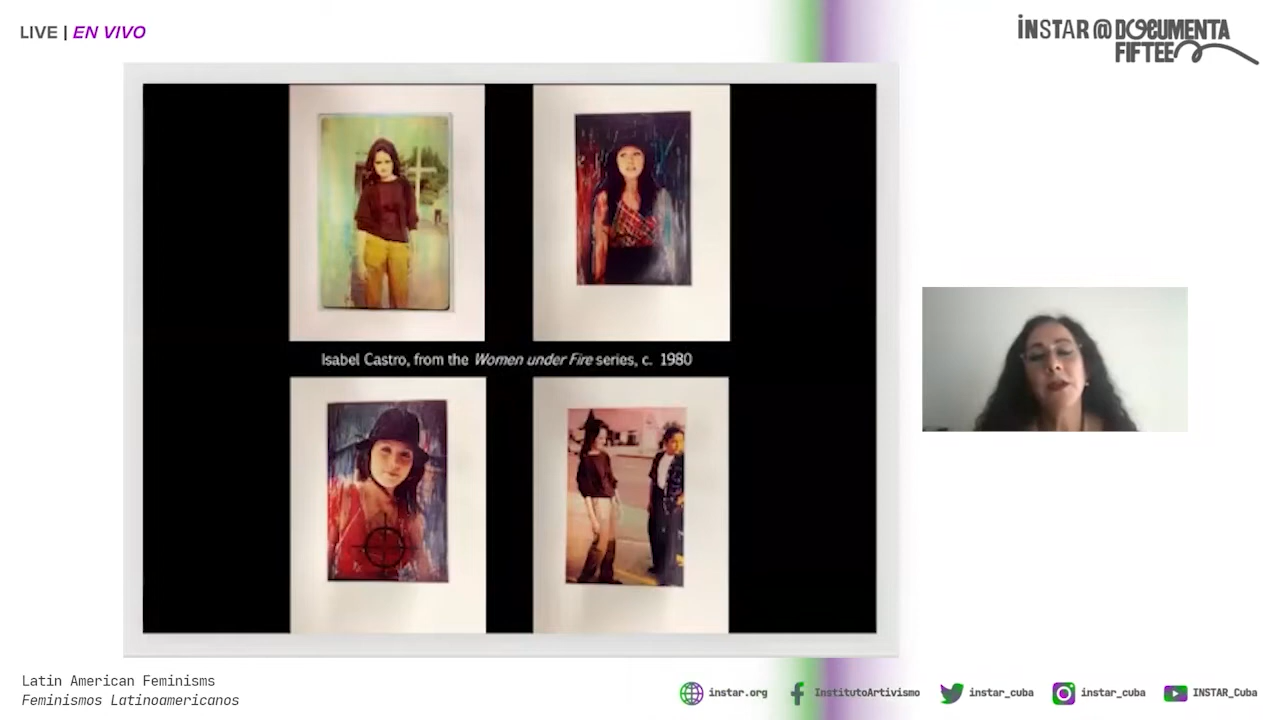 LIVE | EN VIVO
INSTAR @ DOCUMENTA
FIFTEEN
Isabel Castro, from the Women under Fire series, c. 1980
Latin American Feminisms
Feminismos Latinoamericanos
instar.org
InstitutoArtivismo
instar_cuba
instar_cuba
INSTAR_Cuba